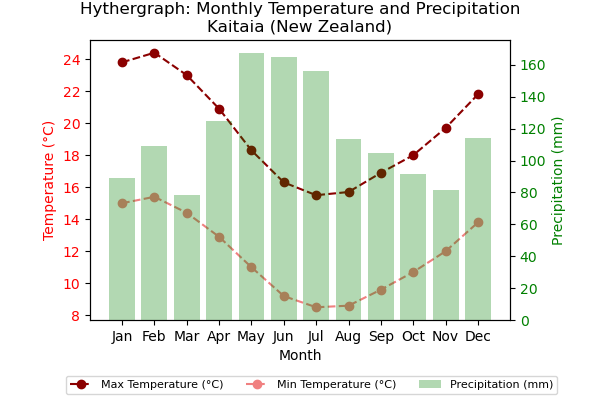 Hythergraph: Monthly Temperature and Precipitation
Kaitaia (New Zealand)
Temperature (°C)
24
22
20
18
16
14
12
10
8
160
140
120
100
80
60
40
20
0
Precipitation (mm)
Jan Feb Mar Apr May Jun Jul Aug Sep Oct Nov Dec
Month
Max Temperature (°C) Min Temperature (°C) Precipitation (mm)